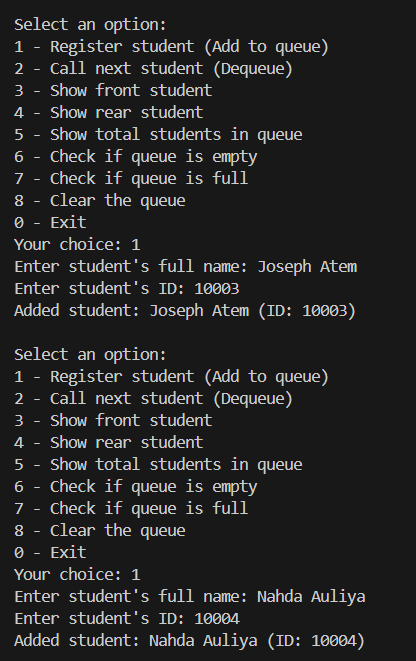 Select an option:
1 - Register student (Add to queue)
2 - Call next student (Dequeue)
3 - Show front student
4 - Show rear student
5 - Show total students in queue
6 - Check if queue is empty
7 - Check if queue is full
8 - Clear the queue
0 - Exit
Your choice: 1
Enter student's full name: Joseph Atem
Enter student's ID: 10003
Added student: Joseph Atem (ID: 10003)

Select an option:
1 - Register student (Add to queue)
2 - Call next student (Dequeue)
3 - Show front student
4 - Show rear student
5 - Show total students in queue
6 - Check if queue is empty
7 - Check if queue is full
8 - Clear the queue
0 - Exit
Your choice: 1
Enter student's full name: Nahda Auliya
Enter student's ID: 10004
Added student: Nahda Auliya (ID: 10004)